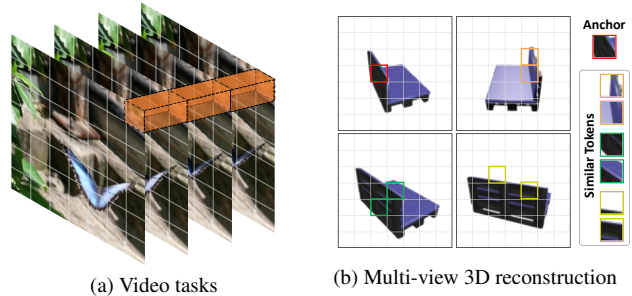 Anchor
Similar Tokens
(a) Video tasks
(b) Multi-view 3D reconstruction